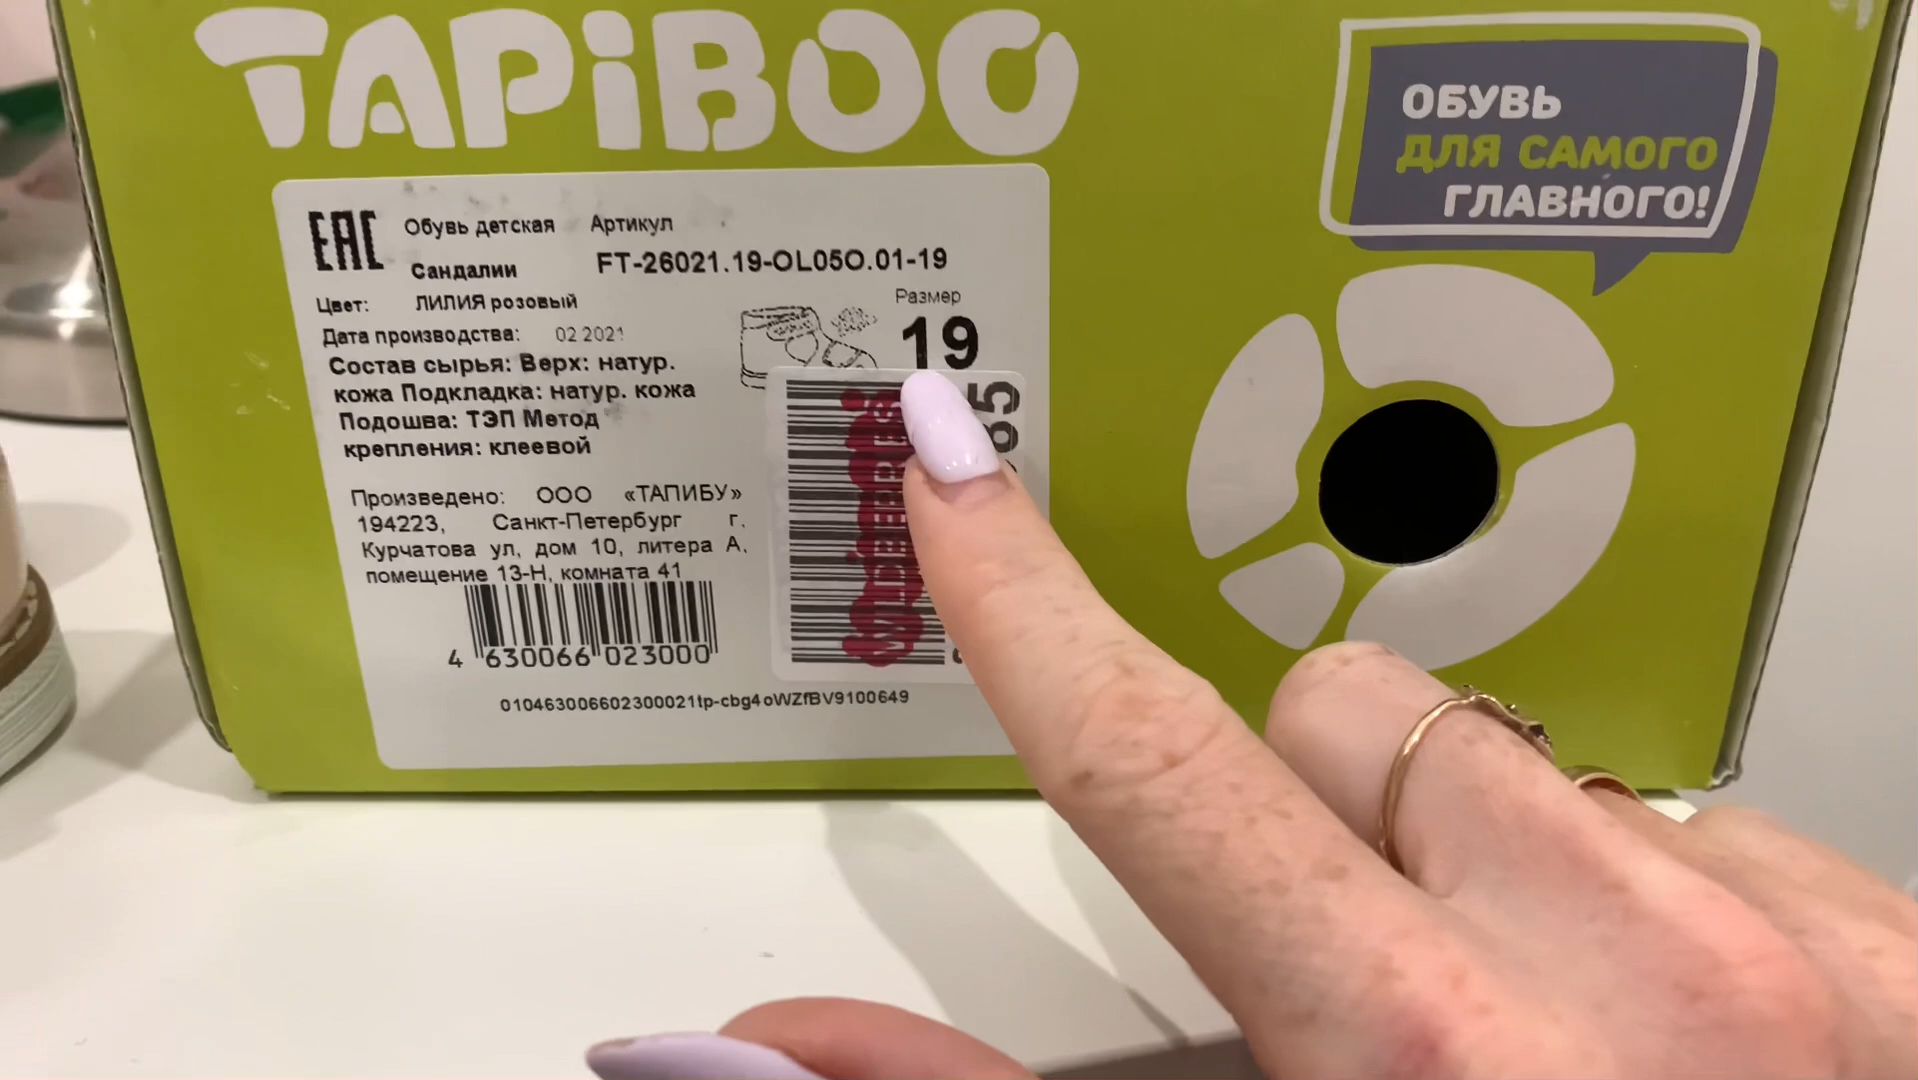 TAPiBOO
ОБУВЬ
ДЛЯ САМОГО
ГЛАВНОГО!
EAC
Обувь детская Артикул
Сандалии FT-26021.19-OL05O.01-19
Цвет: ЛИЛИЯ розовый
Размер
19
Дата производства: 02 2021
Состав сырья: Верх: натур.
кожа Подкладка: натур. кожа
Подошва: ТЭП Метод
крепления: клеевой
Произведено: ООО «ТАПИБУ»
194223, Санкт-Петербург г.
Курчатова ул, дом 10, литера А,
помещение 13-Н, комната 41
4 630066 023000
010463006602300021tp-cbg4oWZfBV9100649
WILDBERRIES
85